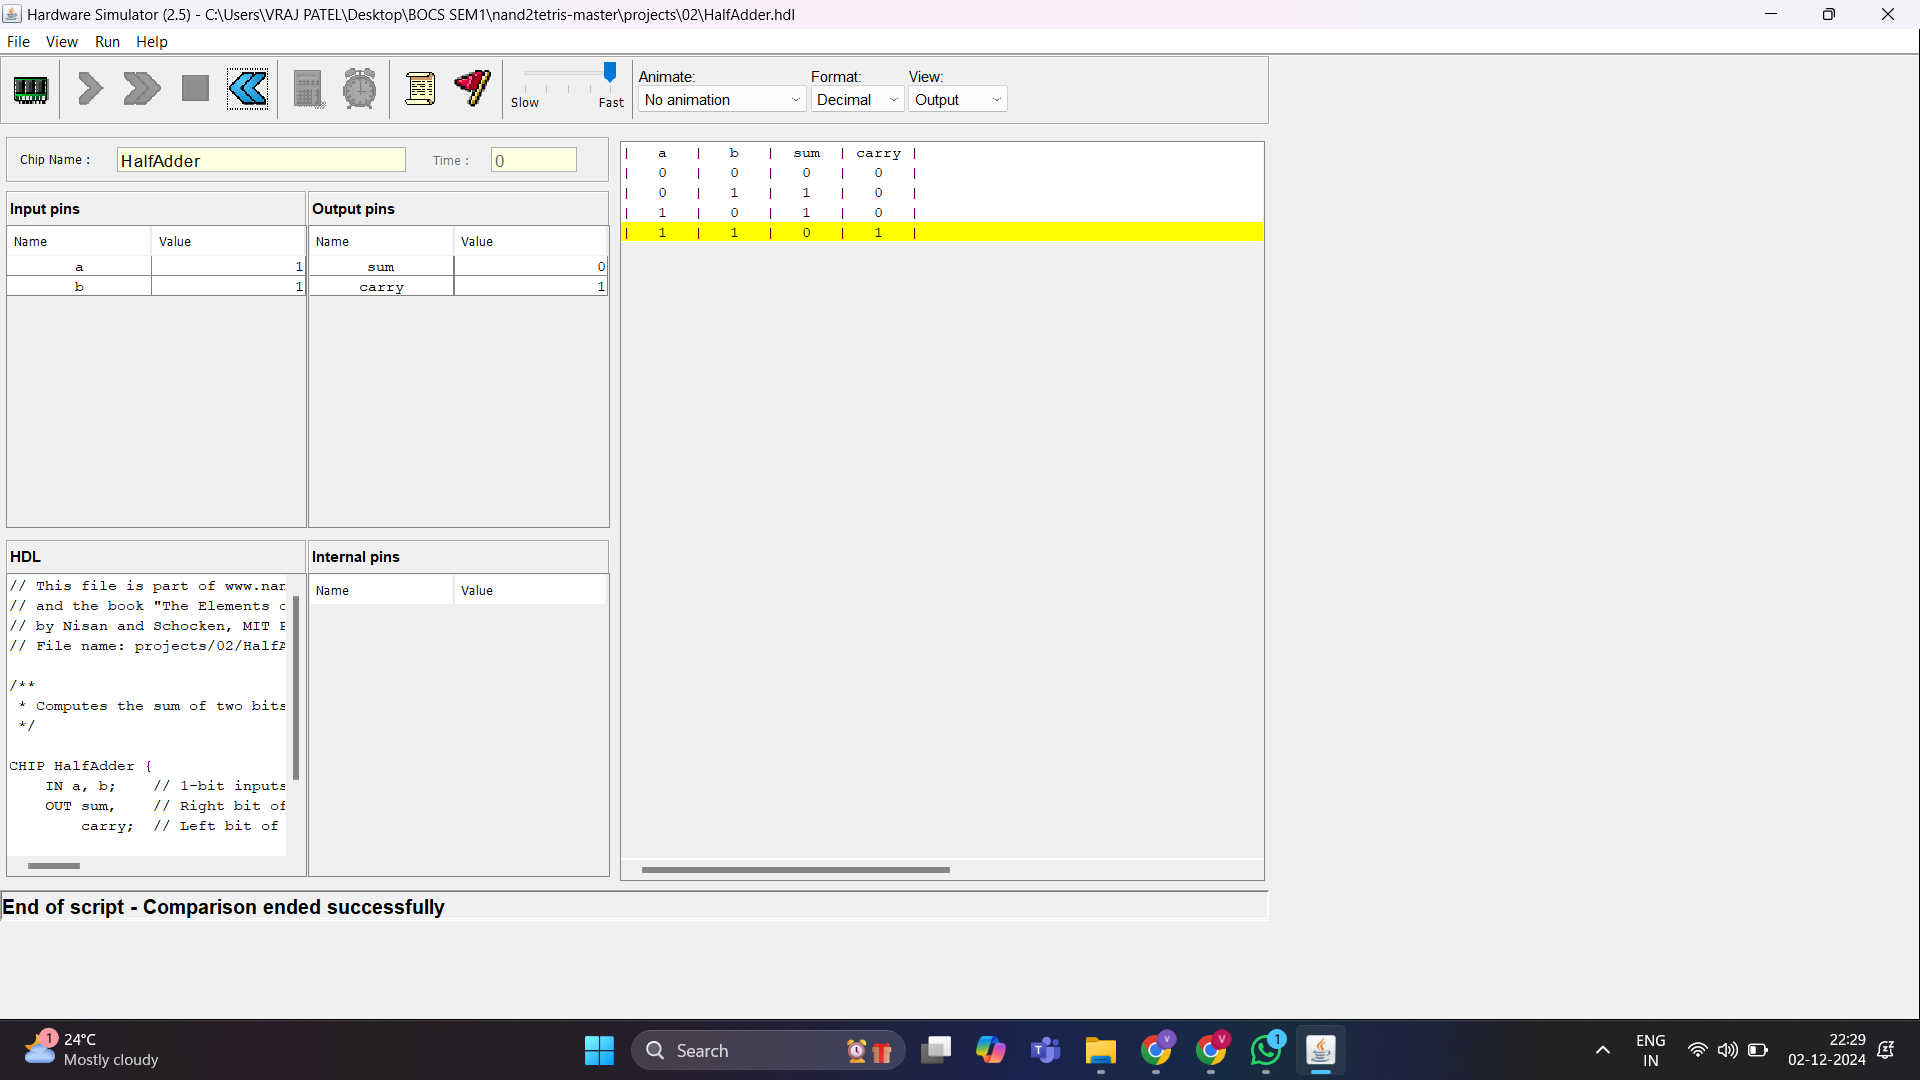 Hardware Simulator (2.5) - C:\Users\VRAJ PATEL\Desktop\BOCS SEM1\nand2tetris-master\projects\02\HalfAdder.hdl
File View Run Help
Slow Fast
Animate: Format: View:
No animation Decimal Output
Chip Name : HalfAdder Time : 0
Input pins Output pins
Name Value Name Value
a 1 sum 0
b 1 carry 1
| a | b | sum | carry |
| 0 | 0 | 0 | 0 |
| 0 | 1 | 1 | 0 |
| 1 | 0 | 1 | 0 |
| 1 | 1 | 0 | 1 |
HDL
// This file is part of www.nan
// and the book "The Elements o
// by Nisan and Schocken, MIT P
// File name: projects/02/HalfA
/**
* Computes the sum of two bits
*/
CHIP HalfAdder {
IN a, b; // 1-bit inputs
OUT sum, // Right bit of
carry; // Left bit of
Internal pins
Name Value
End of script - Comparison ended successfully
1
24°C
Mostly cloudy
Search
V
V
1
ENG
IN
22:29
02-12-2024